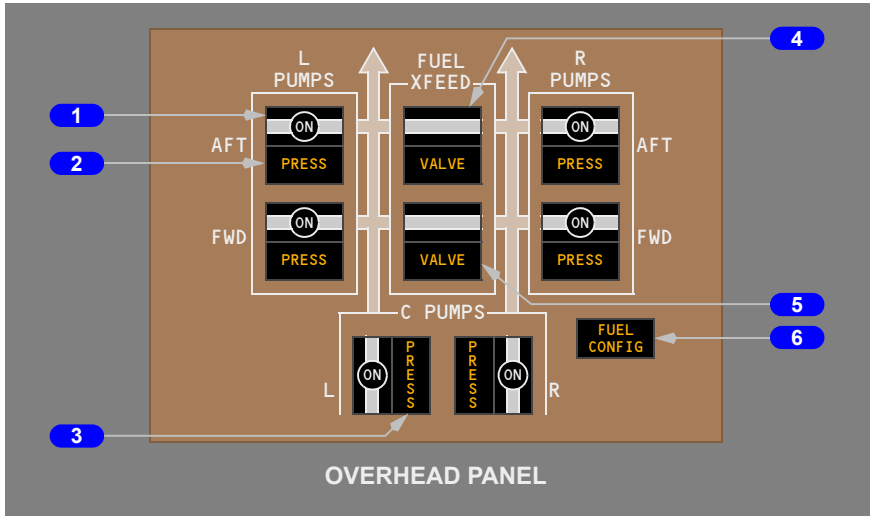 L
PUMPS
FUEL
XFEED
R
PUMPS
4
1
ON
ON
AFT
AFT
2
PRESS
VALVE
PRESS
ON
ON
FWD
FWD
PRESS
VALVE
PRESS
5
C PUMPS
FUEL
CONFIG
6
L
ON
PRESS
PRESS
ON
R
3
OVERHEAD PANEL